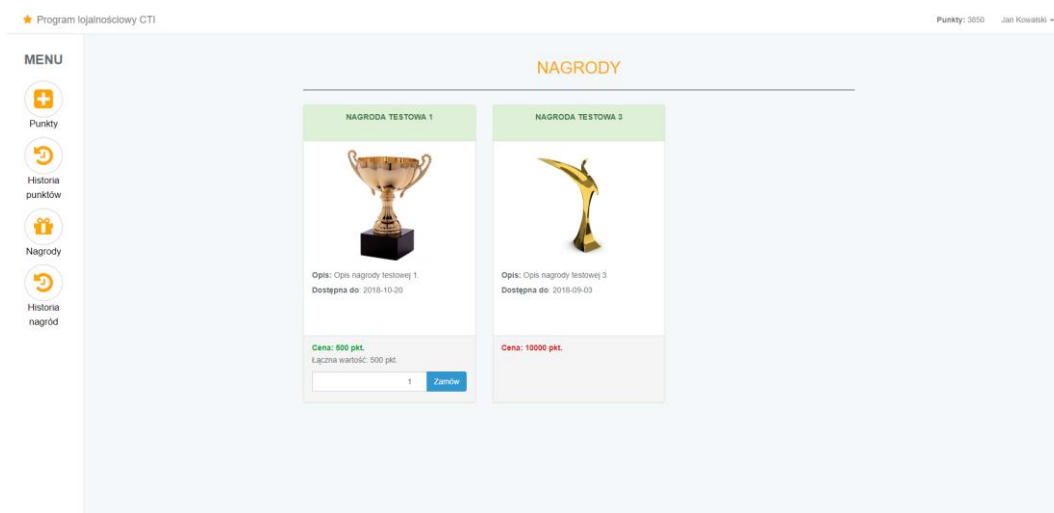 Program lojalnościowy CTI
Punkty: 3850
Jan Kowalski
MENU
Punkty
Historia
punktów
Nagrody
Historia
nagród
NAGRODY
NAGRODA TESTOWA 1
Opis: Opis nagrody testowej 1.
Dostępna do: 2018-10-20
Cena: 500 pkt.
Łączna wartość: 500 pkt.
1
Zamów
NAGRODA TESTOWA 3
Opis: Opis nagrody testowej 3
Dostępna do: 2018-09-03
Cena: 10000 pkt.